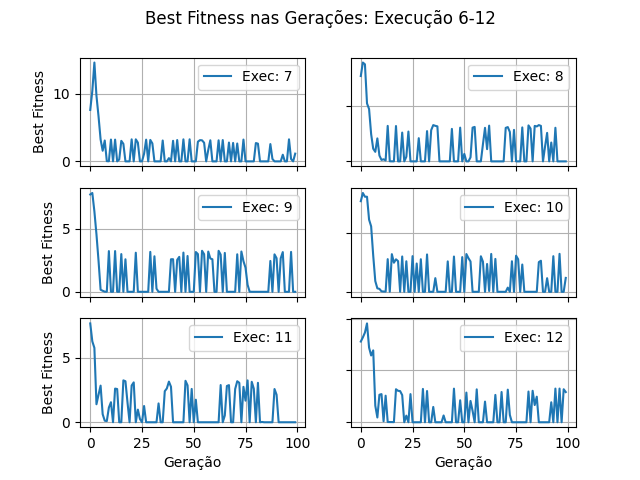 Best Fitness nas Gerações: Execução 6-12
Best Fitness
10
0
Exec: 7
Exec: 8
Best Fitness
5
0
Exec: 9
Exec: 10
Best Fitness
5
0
Exec: 11
Exec: 12
0 25 50 75 100
0 25 50 75 100
Geração
Geração